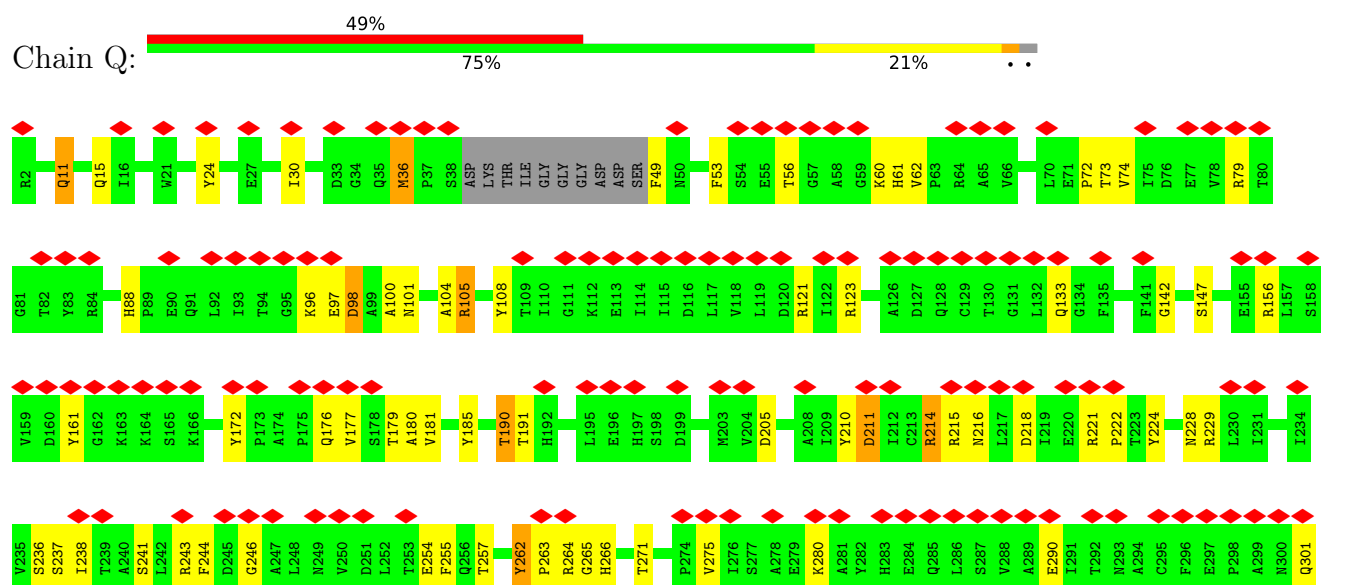 49%
Chain Q:
75% 21% • •
R2 Q11 Q15 I16 W21 Y24 E27 I30 D33 G34 Q35 M36 P37 S38 ASP LYS THR ILE GLY GLY GLY ASP ASP SER F49 N50 F53 S54 E55 T56 G57 A58 G59 K60 H61 V62 P63 R64 A65 V66 L70 E71 P72 T73 V74 I75 D76 E77 V78 R79 T80
G81 T82 Y83 R84 H88 P89 E90 Q91 L92 I93 T94 G95 K96 E97 D98 A99 A100 N101 A104 R105 Y108 T109 I110 G111 K112 E113 I114 I115 D116 L117 V118 L119 D120 R121 I122 R123 A126 D127 Q128 C129 T130 G131 L132 Q133 G134 F135 F141 G142 S147 E155 R156 L157 S158
V159 D160 Y161 G162 K163 K164 S165 K166 Y172 P173 A174 P175 Q176 V177 S178 T179 A180 V181 Y185 T190 T191 H192 L195 E196 H197 S198 D199 M203 V204 D205 A208 I209 Y210 D211 I212 C213 R214 R215 N216 L217 D218 I219 E220 R221 P222 T223 Y224 N228 R229 L230 I231 I234
V235 S236 S237 I238 T239 A240 S241 L242 R243 F244 D245 G246 A247 L248 N249 V250 D251 L252 T253 E254 F255 Q256 T257 Y262 P263 R264 G265 H266 T271 P274 V275 I276 S277 A278 E279 K280 A281 Y282 H283 E284 Q285 L286 S287 V288 A289 E290 I291 T292 N293 A294 C295 F296 E297 P298 A299 N300 Q301